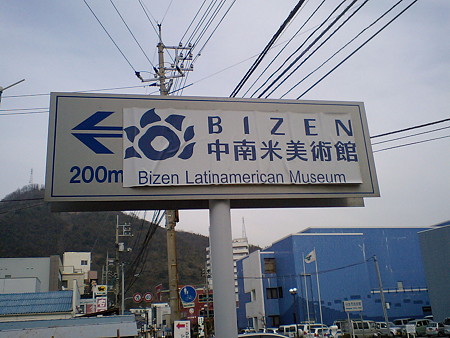 BIZEN
中南米美術館
200m
Bizen Latinamerican Museum